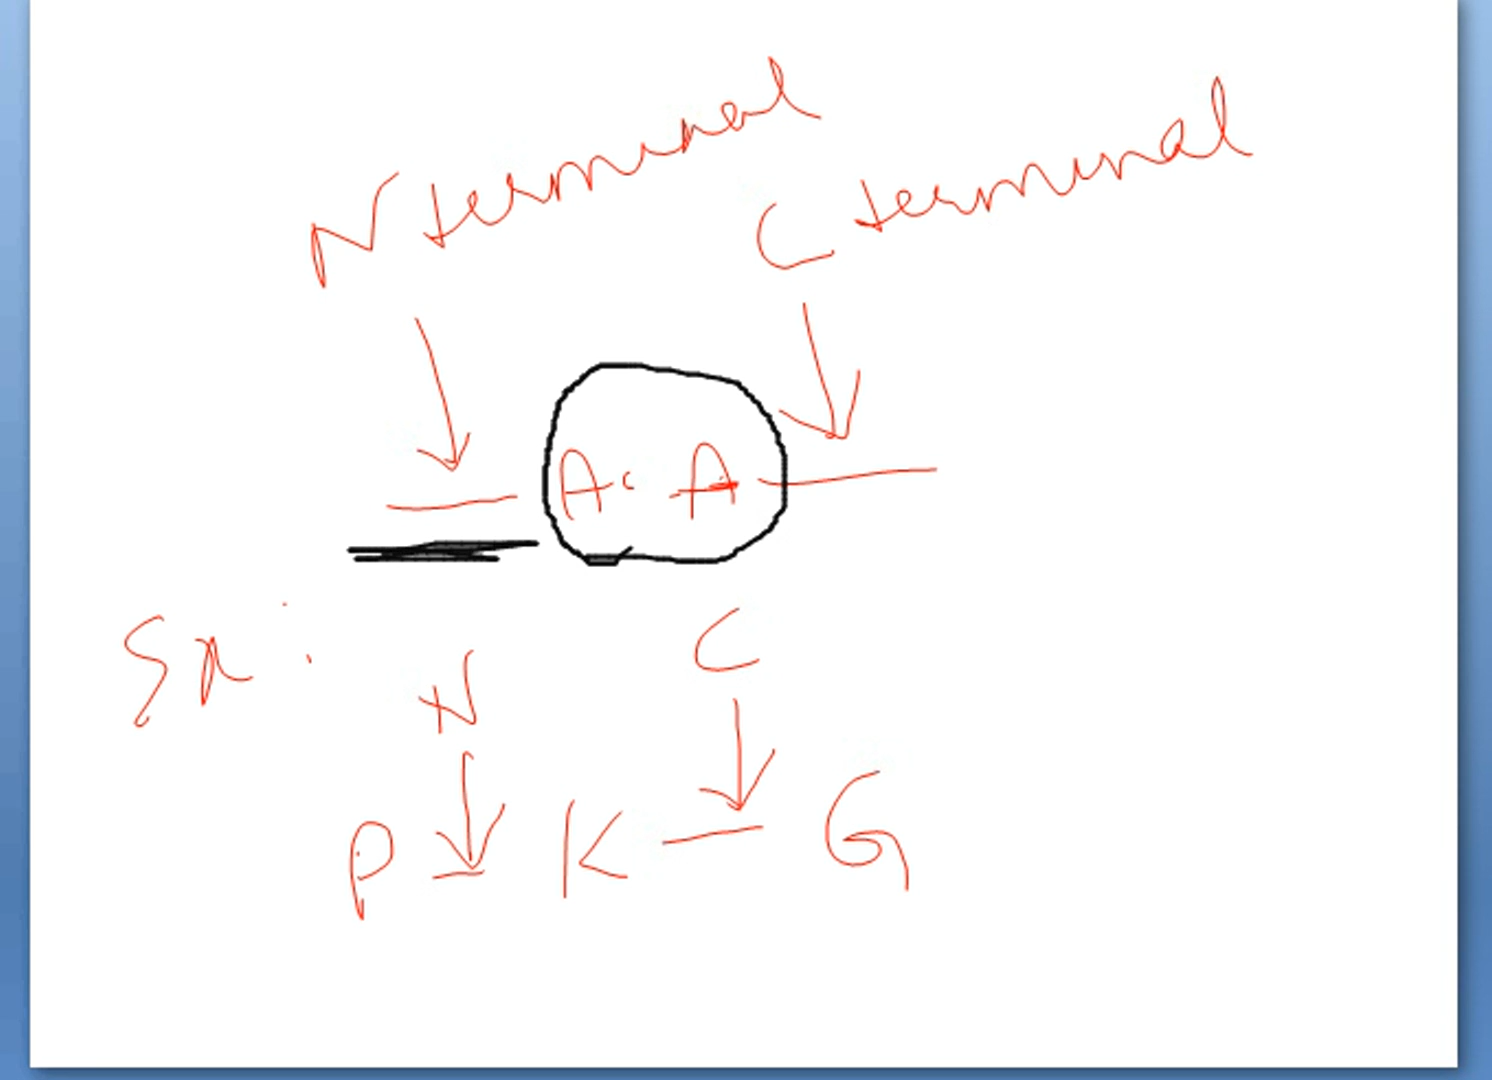 N terminal
C terminal
A. A
Ex:
N
C
P K G